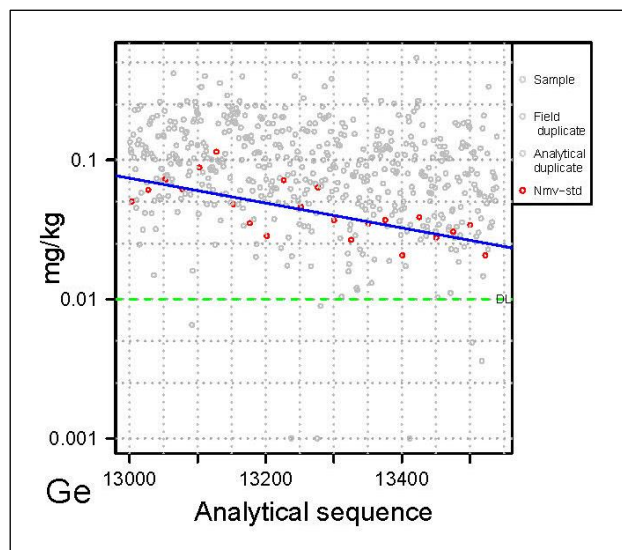 Sample
Field
duplicate
Analytical
duplicate
Nmv-std
0.1
0.01
0.001
mg/kg
DL
13000
13200
13400
Ge
Analytical sequence